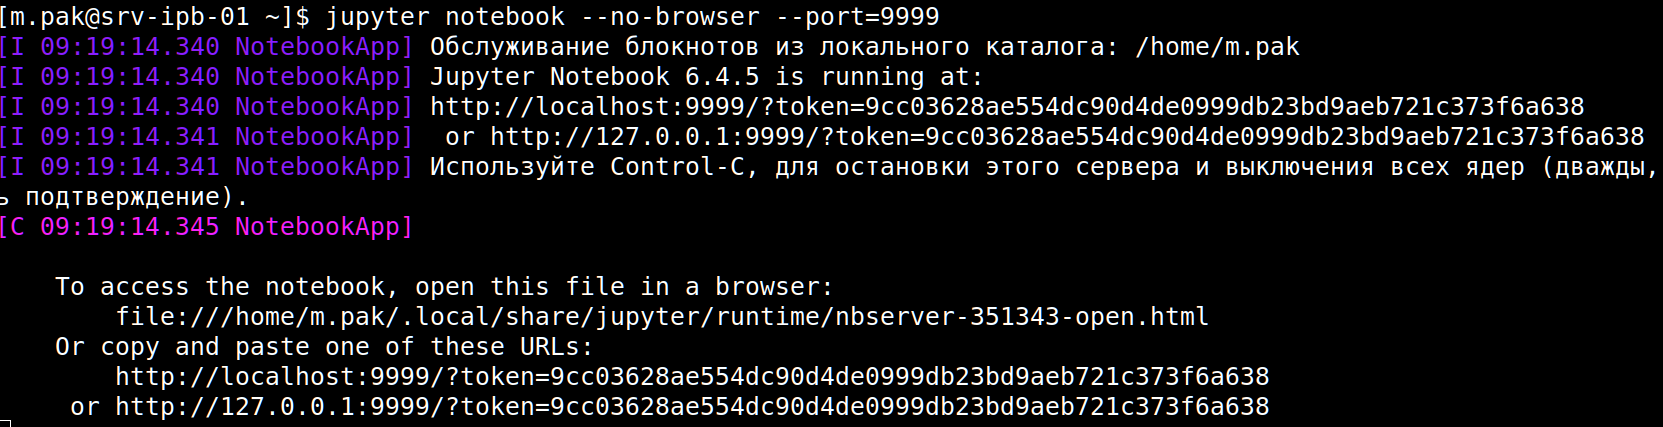 [m.pak@srv-ipb-01 ~]$ jupyter notebook --no-browser --port=9999
[I 09:19:14.340 NotebookApp] Обслуживание блокнотов из локального каталога: /home/m.pak
[I 09:19:14.340 NotebookApp] Jupyter Notebook 6.4.5 is running at:
[I 09:19:14.340 NotebookApp] http://localhost:9999/?token=9cc03628ae554dc90d4de0999db23bd9aeb721c373f6a638
[I 09:19:14.341 NotebookApp]  or http://127.0.0.1:9999/?token=9cc03628ae554dc90d4de0999db23bd9aeb721c373f6a638
[I 09:19:14.341 NotebookApp] Используйте Control-C, для остановки этого сервера и выключения всех ядер (дважды,
ь подтверждение).
[C 09:19:14.345 NotebookApp]
To access the notebook, open this file in a browser:
file:///home/m.pak/.local/share/jupyter/runtime/nbserver-351343-open.html
Or copy and paste one of these URLs:
http://localhost:9999/?token=9cc03628ae554dc90d4de0999db23bd9aeb721c373f6a638
or http://127.0.0.1:9999/?token=9cc03628ae554dc90d4de0999db23bd9aeb721c373f6a638